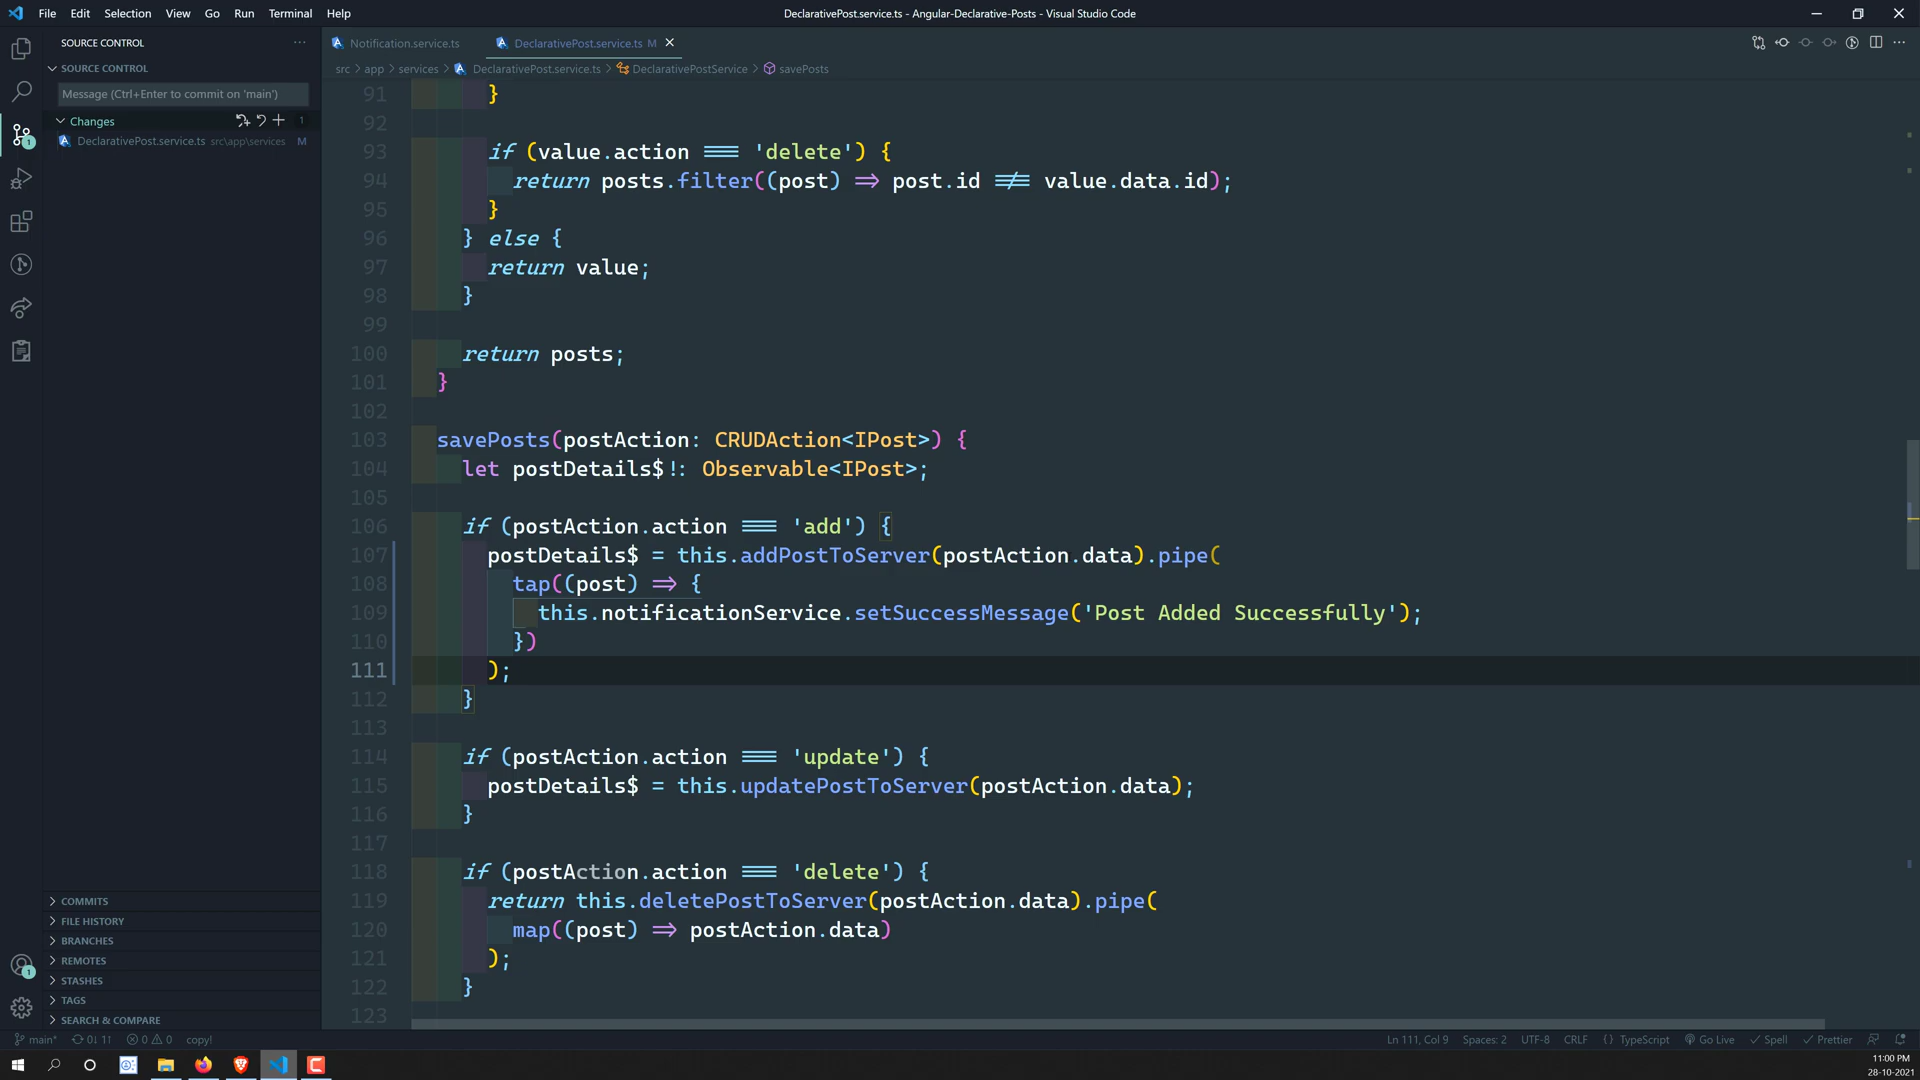 File Edit Selection View Go Run Terminal Help
DeclarativePost.service.ts - Angular-Declarative-Posts - Visual Studio Code
SOURCE CONTROL
Notification.service.ts
DeclarativePost.service.ts M
SOURCE CONTROL
src > app > services > DeclarativePost.service.ts > DeclarativePostService > savePosts
Message (Ctrl+Enter to commit on 'main')
Changes 1
DeclarativePost.service.ts src\app\services M
91 }
92
93 if (value.action === 'delete') {
94 return posts.filter((post) => post.id !== value.data.id);
95 }
96 } else {
97 return value;
98 }
99
100 return posts;
101 }
102
103 savePosts(postAction: CRUDAction<IPost>) {
104 let postDetails$!: Observable<IPost>;
105
106 if (postAction.action === 'add') {
107 postDetails$ = this.addPostToServer(postAction.data).pipe(
108 tap((post) => {
109 this.notificationService.setSuccessMessage('Post Added Successfully');
110 })
111 );
112 }
113
114 if (postAction.action === 'update') {
115 postDetails$ = this.updatePostToServer(postAction.data);
116 }
117
118 if (postAction.action === 'delete') {
119 return this.deletePostToServer(postAction.data).pipe(
120 map((post) => postAction.data)
121 );
122 }
123
COMMITS
FILE HISTORY
BRANCHES
REMOTES
STASHES
TAGS
SEARCH & COMPARE
1
1
main* 0↓ 1↑ 0 0 copy!
Ln 111, Col 9 Spaces: 2 UTF-8 CRLF {} TypeScript Go Live Spell Prettier
11:00 PM
28-10-2021